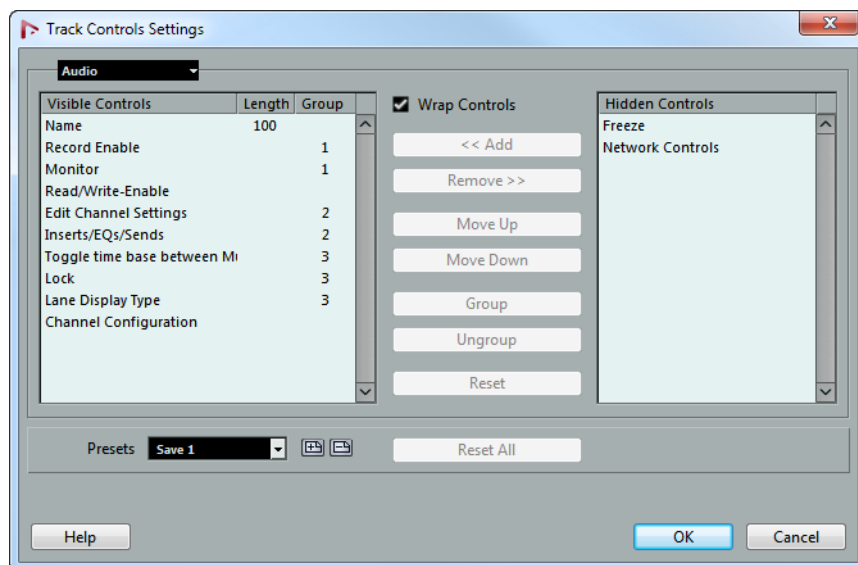 Track Controls Settings
Audio
Visible Controls Length Group
Name 100
Record Enable 1
Monitor 1
Read/Write-Enable
Edit Channel Settings 2
Inserts/EQs/Sends 2
Toggle time base between Mu 3
Lock 3
Lane Display Type 3
Channel Configuration
Wrap Controls
<< Add
Remove >>
Move Up
Move Down
Group
Ungroup
Reset
Hidden Controls
Freeze
Network Controls
Presets Save 1
Reset All
Help
OK
Cancel